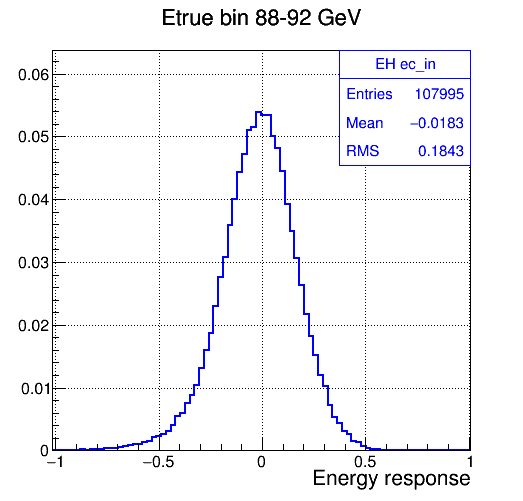 Etrue bin 88-92 GeV
EH ec_in
Entries 107995
Mean −0.0183
RMS 0.1843
0.06
0.05
0.04
0.03
0.02
0.01
0
−1 −0.5 0 0.5 1
Energy response